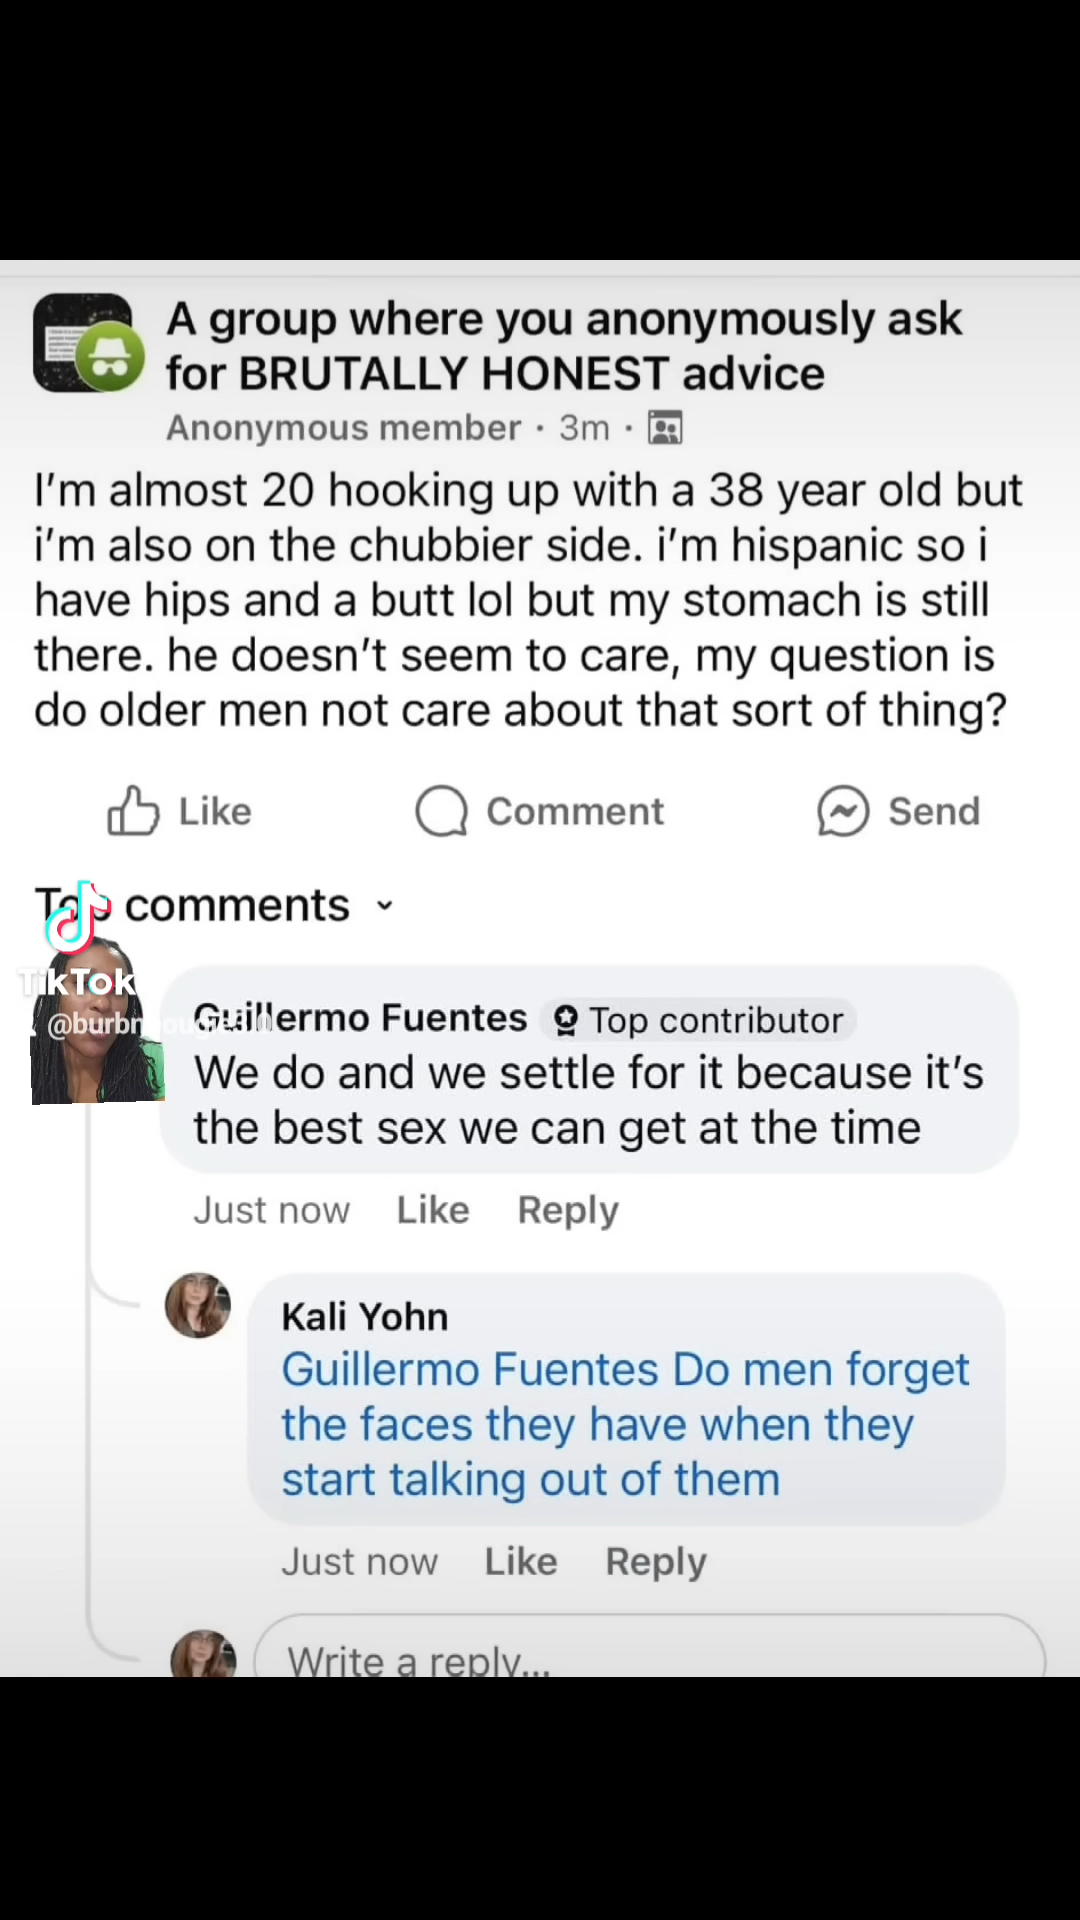 A group where you anonymously ask
for BRUTALLY HONEST advice
Anonymous member · 3m ·
I'm almost 20 hooking up with a 38 year old but
i'm also on the chubbier side. i'm hispanic so i
have hips and a butt lol but my stomach is still
there. he doesn't seem to care, my question is
do older men not care about that sort of thing?
Like Comment Send
Top comments
TikTok
Guillermo Fuentes Top contributor
We do and we settle for it because it's
the best sex we can get at the time
Just now Like Reply
Kali Yohn
Guillermo Fuentes Do men forget
the faces they have when they
start talking out of them
Just now Like Reply
Write a reply...